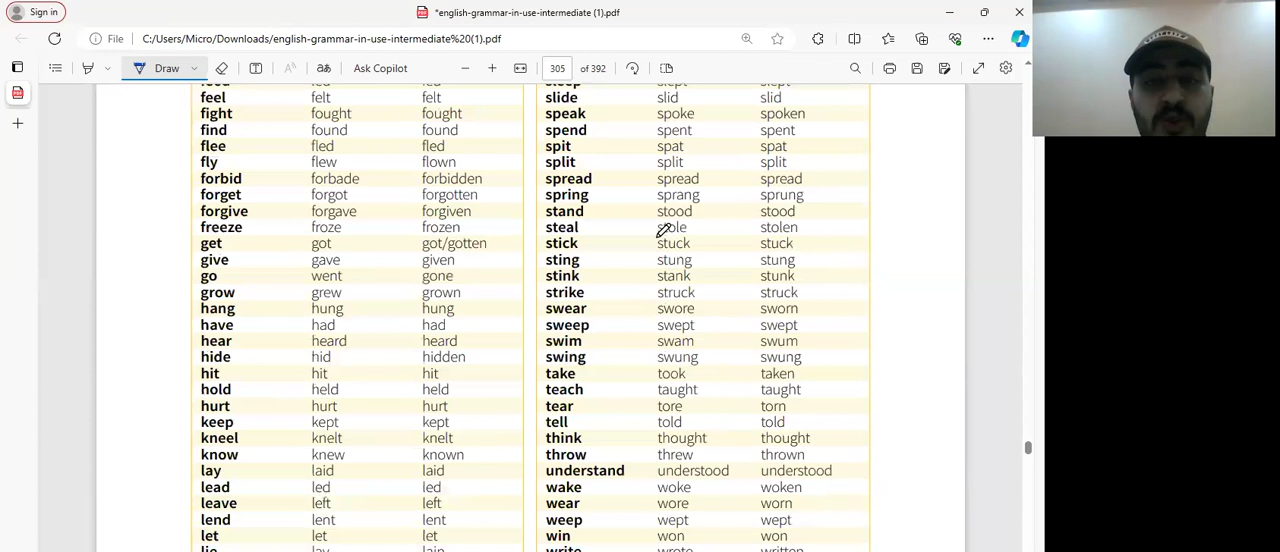 Sign in
*english-grammar-in-use-intermediate (1).pdf
File C:/Users/Micro/Downloads/english-grammar-in-use-intermediate%20(1).pdf
Draw Ask Copilot 305 of 392
feel felt felt
fight fought fought
find found found
flee fled fled
fly flew flown
forbid forbade forbidden
forget forgot forgotten
forgive forgave forgiven
freeze froze frozen
get got got/gotten
give gave given
go went gone
grow grew grown
hang hung hung
have had had
hear heard heard
hide hid hidden
hit hit hit
hold held held
hurt hurt hurt
keep kept kept
kneel knelt knelt
know knew known
lay laid laid
lead led led
leave left left
lend lent lent
let let let
lie lay lain
sleep slept slept
slide slid slid
speak spoke spoken
spend spent spent
spit spat spat
split split split
spread spread spread
spring sprang sprung
stand stood stood
steal stole stolen
stick stuck stuck
sting stung stung
stink stank stunk
strike struck struck
swear swore sworn
sweep swept swept
swim swam swum
swing swung swung
take took taken
teach taught taught
tear tore torn
tell told told
think thought thought
throw threw thrown
understand understood understood
wake woke woken
wear wore worn
weep wept wept
win won won
write wrote written